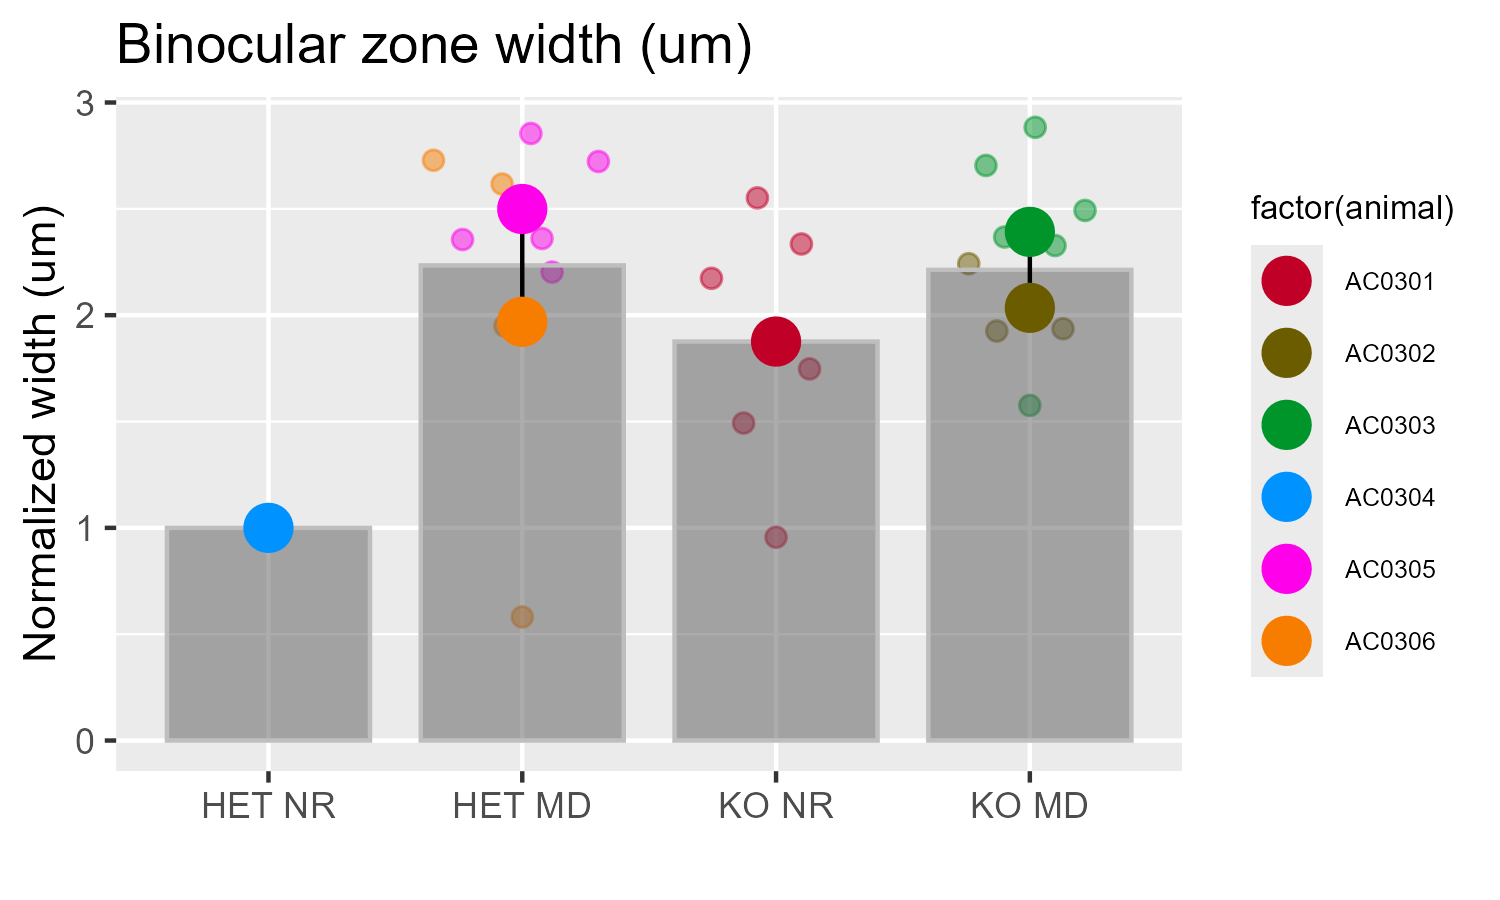 Binocular zone width (um)
Normalized width (um)
3
2
1
0
HET NR
HET MD
KO NR
KO MD
factor(animal)
AC0301
AC0302
AC0303
AC0304
AC0305
AC0306